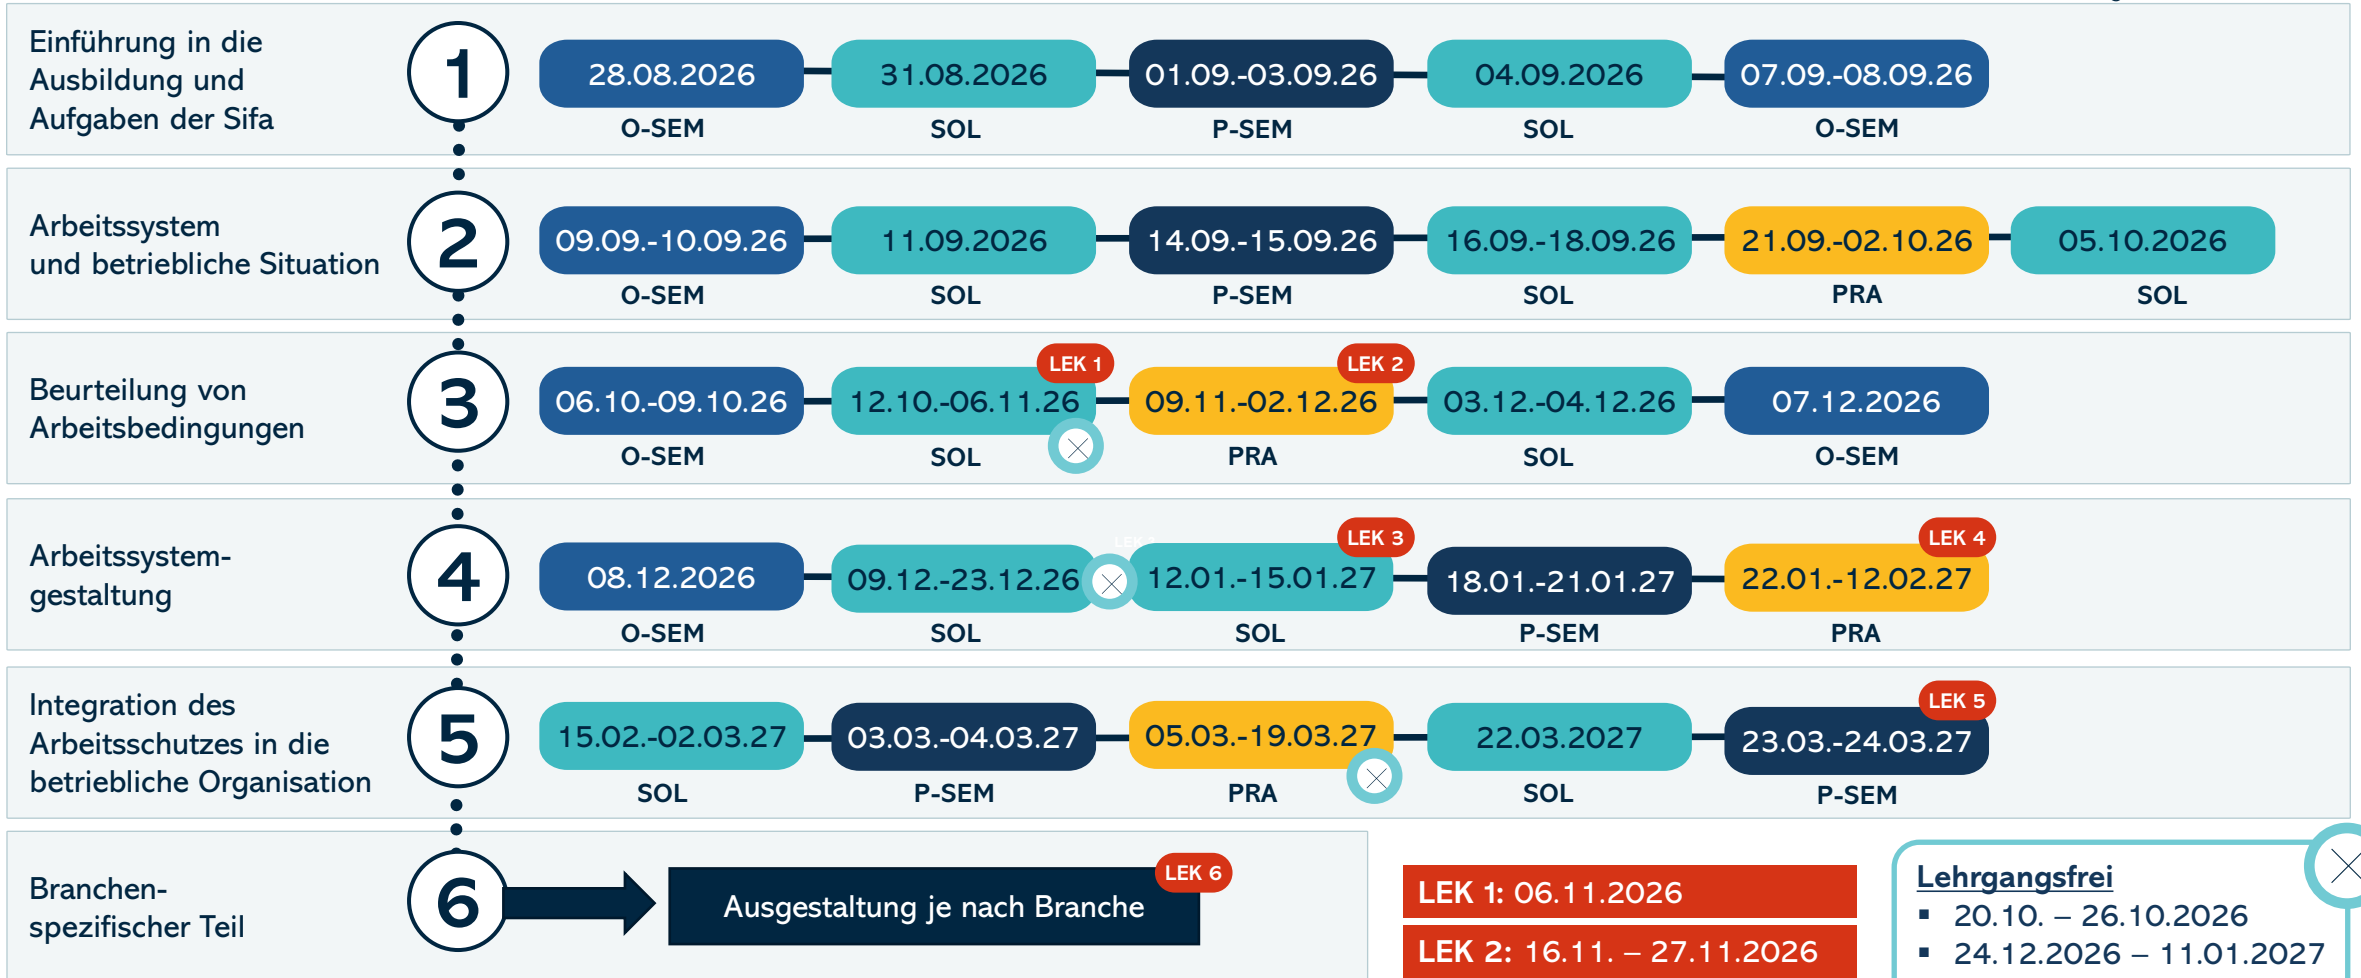 Einführung in die
Ausbildung und
Aufgaben der Sifa
1
28.08.2026
31.08.2026
01.09.-03.09.26
04.09.2026
07.09.-08.09.26
O-SEM
SOL
P-SEM
SOL
O-SEM
Arbeitssystem
und betriebliche Situation
2
09.09.-10.09.26
11.09.2026
14.09.-15.09.26
16.09.-18.09.26
21.09.-02.10.26
05.10.2026
O-SEM
SOL
P-SEM
SOL
PRA
SOL
Beurteilung von
Arbeitsbedingungen
3
LEK 1
LEK 2
06.10.-09.10.26
12.10.-06.11.26
09.11.-02.12.26
03.12.-04.12.26
07.12.2026
O-SEM
SOL
PRA
SOL
O-SEM
Arbeitssystem-
gestaltung
4
LEK 3
LEK 4
08.12.2026
09.12.-23.12.26
12.01.-15.01.27
18.01.-21.01.27
22.01.-12.02.27
O-SEM
SOL
SOL
P-SEM
PRA
Integration des
Arbeitsschutzes in die
betriebliche Organisation
5
LEK 5
15.02.-02.03.27
03.03.-04.03.27
05.03.-19.03.27
22.03.2027
23.03.-24.03.27
SOL
P-SEM
PRA
SOL
P-SEM
Branchen-
spezifischer Teil
6
LEK 6
Ausgestaltung je nach Branche
LEK 1: 06.11.2026
LEK 2: 16.11. – 27.11.2026
Lehrgangsfrei
▪ 20.10. – 26.10.2026
▪ 24.12.2026 – 11.01.2027